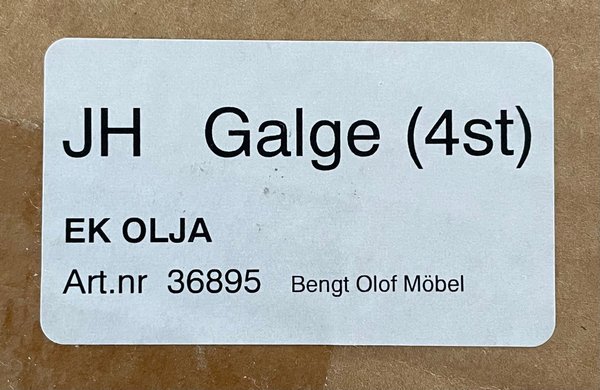 JH Galge (4st)
EK OLJA
Art.nr 36895 Bengt Olof Möbel